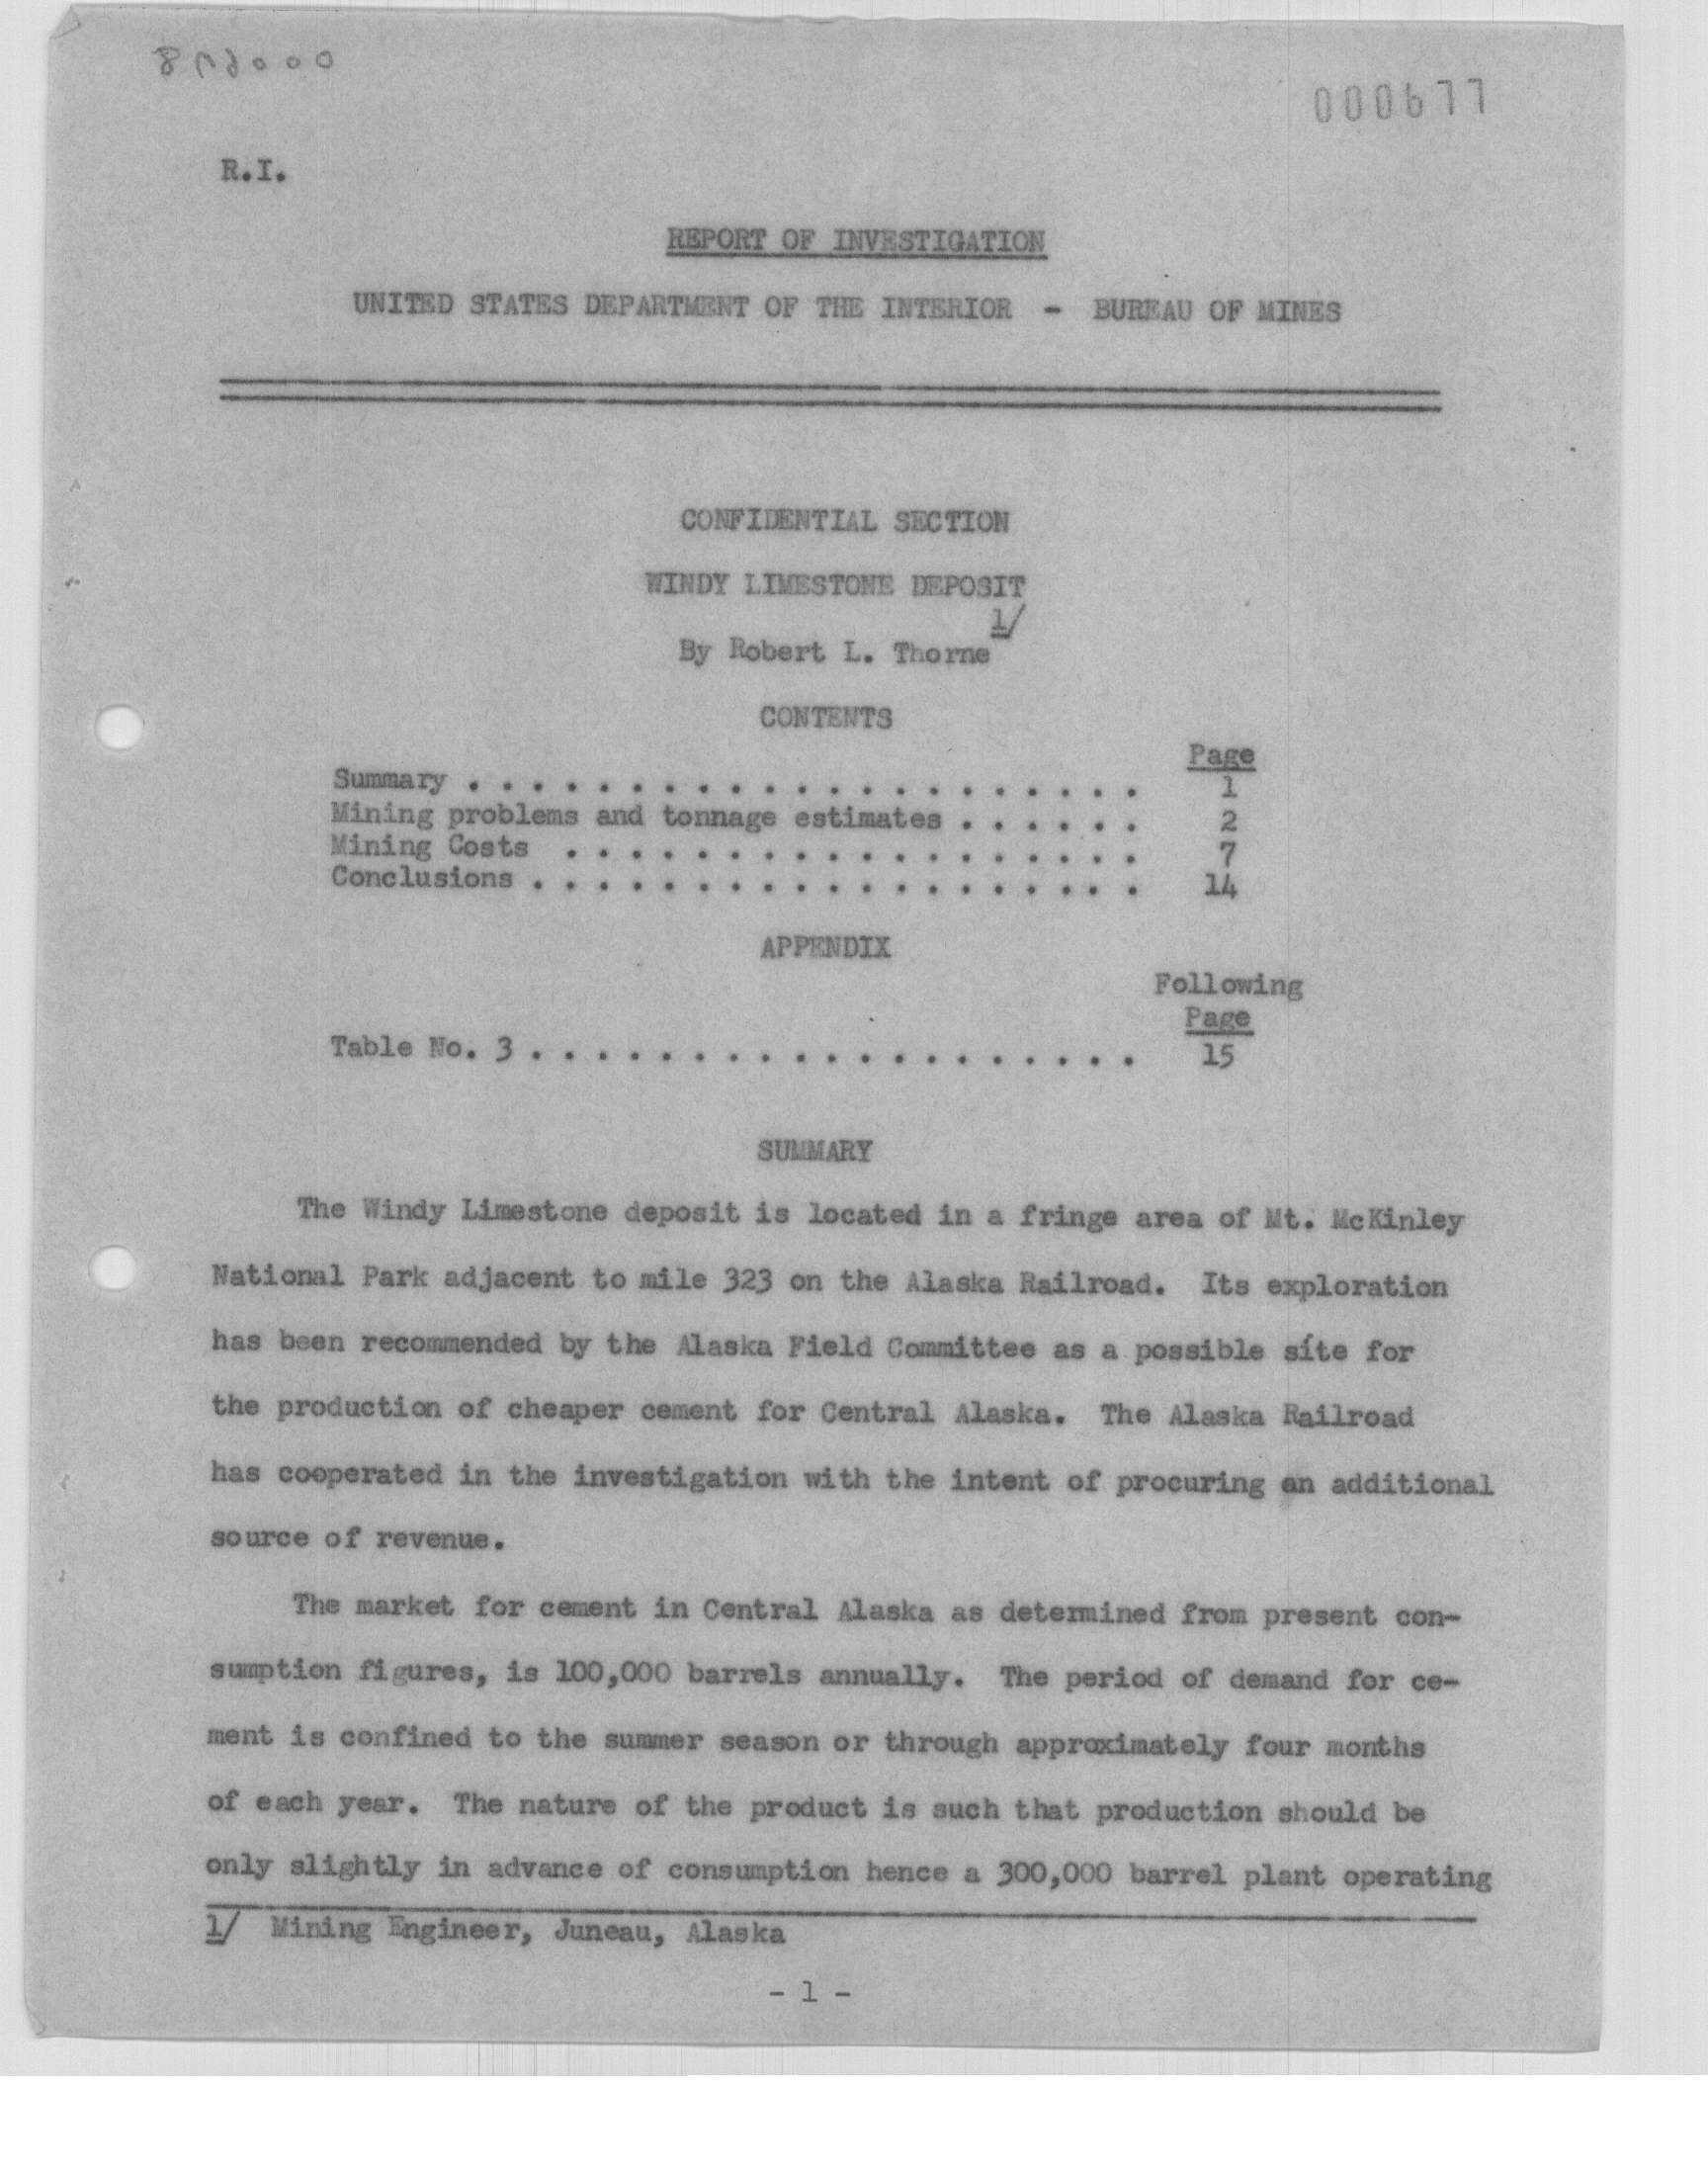 000677
R.I.
REPORT OF INVESTIGATION
UNITED STATES DEPARTMENT OF THE INTERIOR - BUREAU OF MINES
CONFIDENTIAL SECTION
WINDY LIMESTONE DEPOSIT
1/
By Robert L. Thorne
CONTENTS
Page
Summary . . . . . . . . . . . . . . . . . . . . . 1
Mining problems and tonnage estimates . . . . . . 2
Mining Costs . . . . . . . . . . . . . . . . . . 7
Conclusions . . . . . . . . . . . . . . . . . . . 14
APPENDIX
Following
Page
Table No. 3 . . . . . . . . . . . . . . . . . . . 15
SUMMARY
The Windy Limestone deposit is located in a fringe area of Mt. McKinley
National Park adjacent to mile 323 on the Alaska Railroad. Its exploration
has been recommended by the Alaska Field Committee as a possible site for
the production of cheaper cement for Central Alaska. The Alaska Railroad
has cooperated in the investigation with the intent of procuring an additional
source of revenue.
The market for cement in Central Alaska as determined from present con-
sumption figures, is 100,000 barrels annually. The period of demand for ce-
ment is confined to the summer season or through approximately four months
of each year. The nature of the product is such that production should be
only slightly in advance of consumption hence a 300,000 barrel plant operating
1/ Mining Engineer, Juneau, Alaska
- 1 -